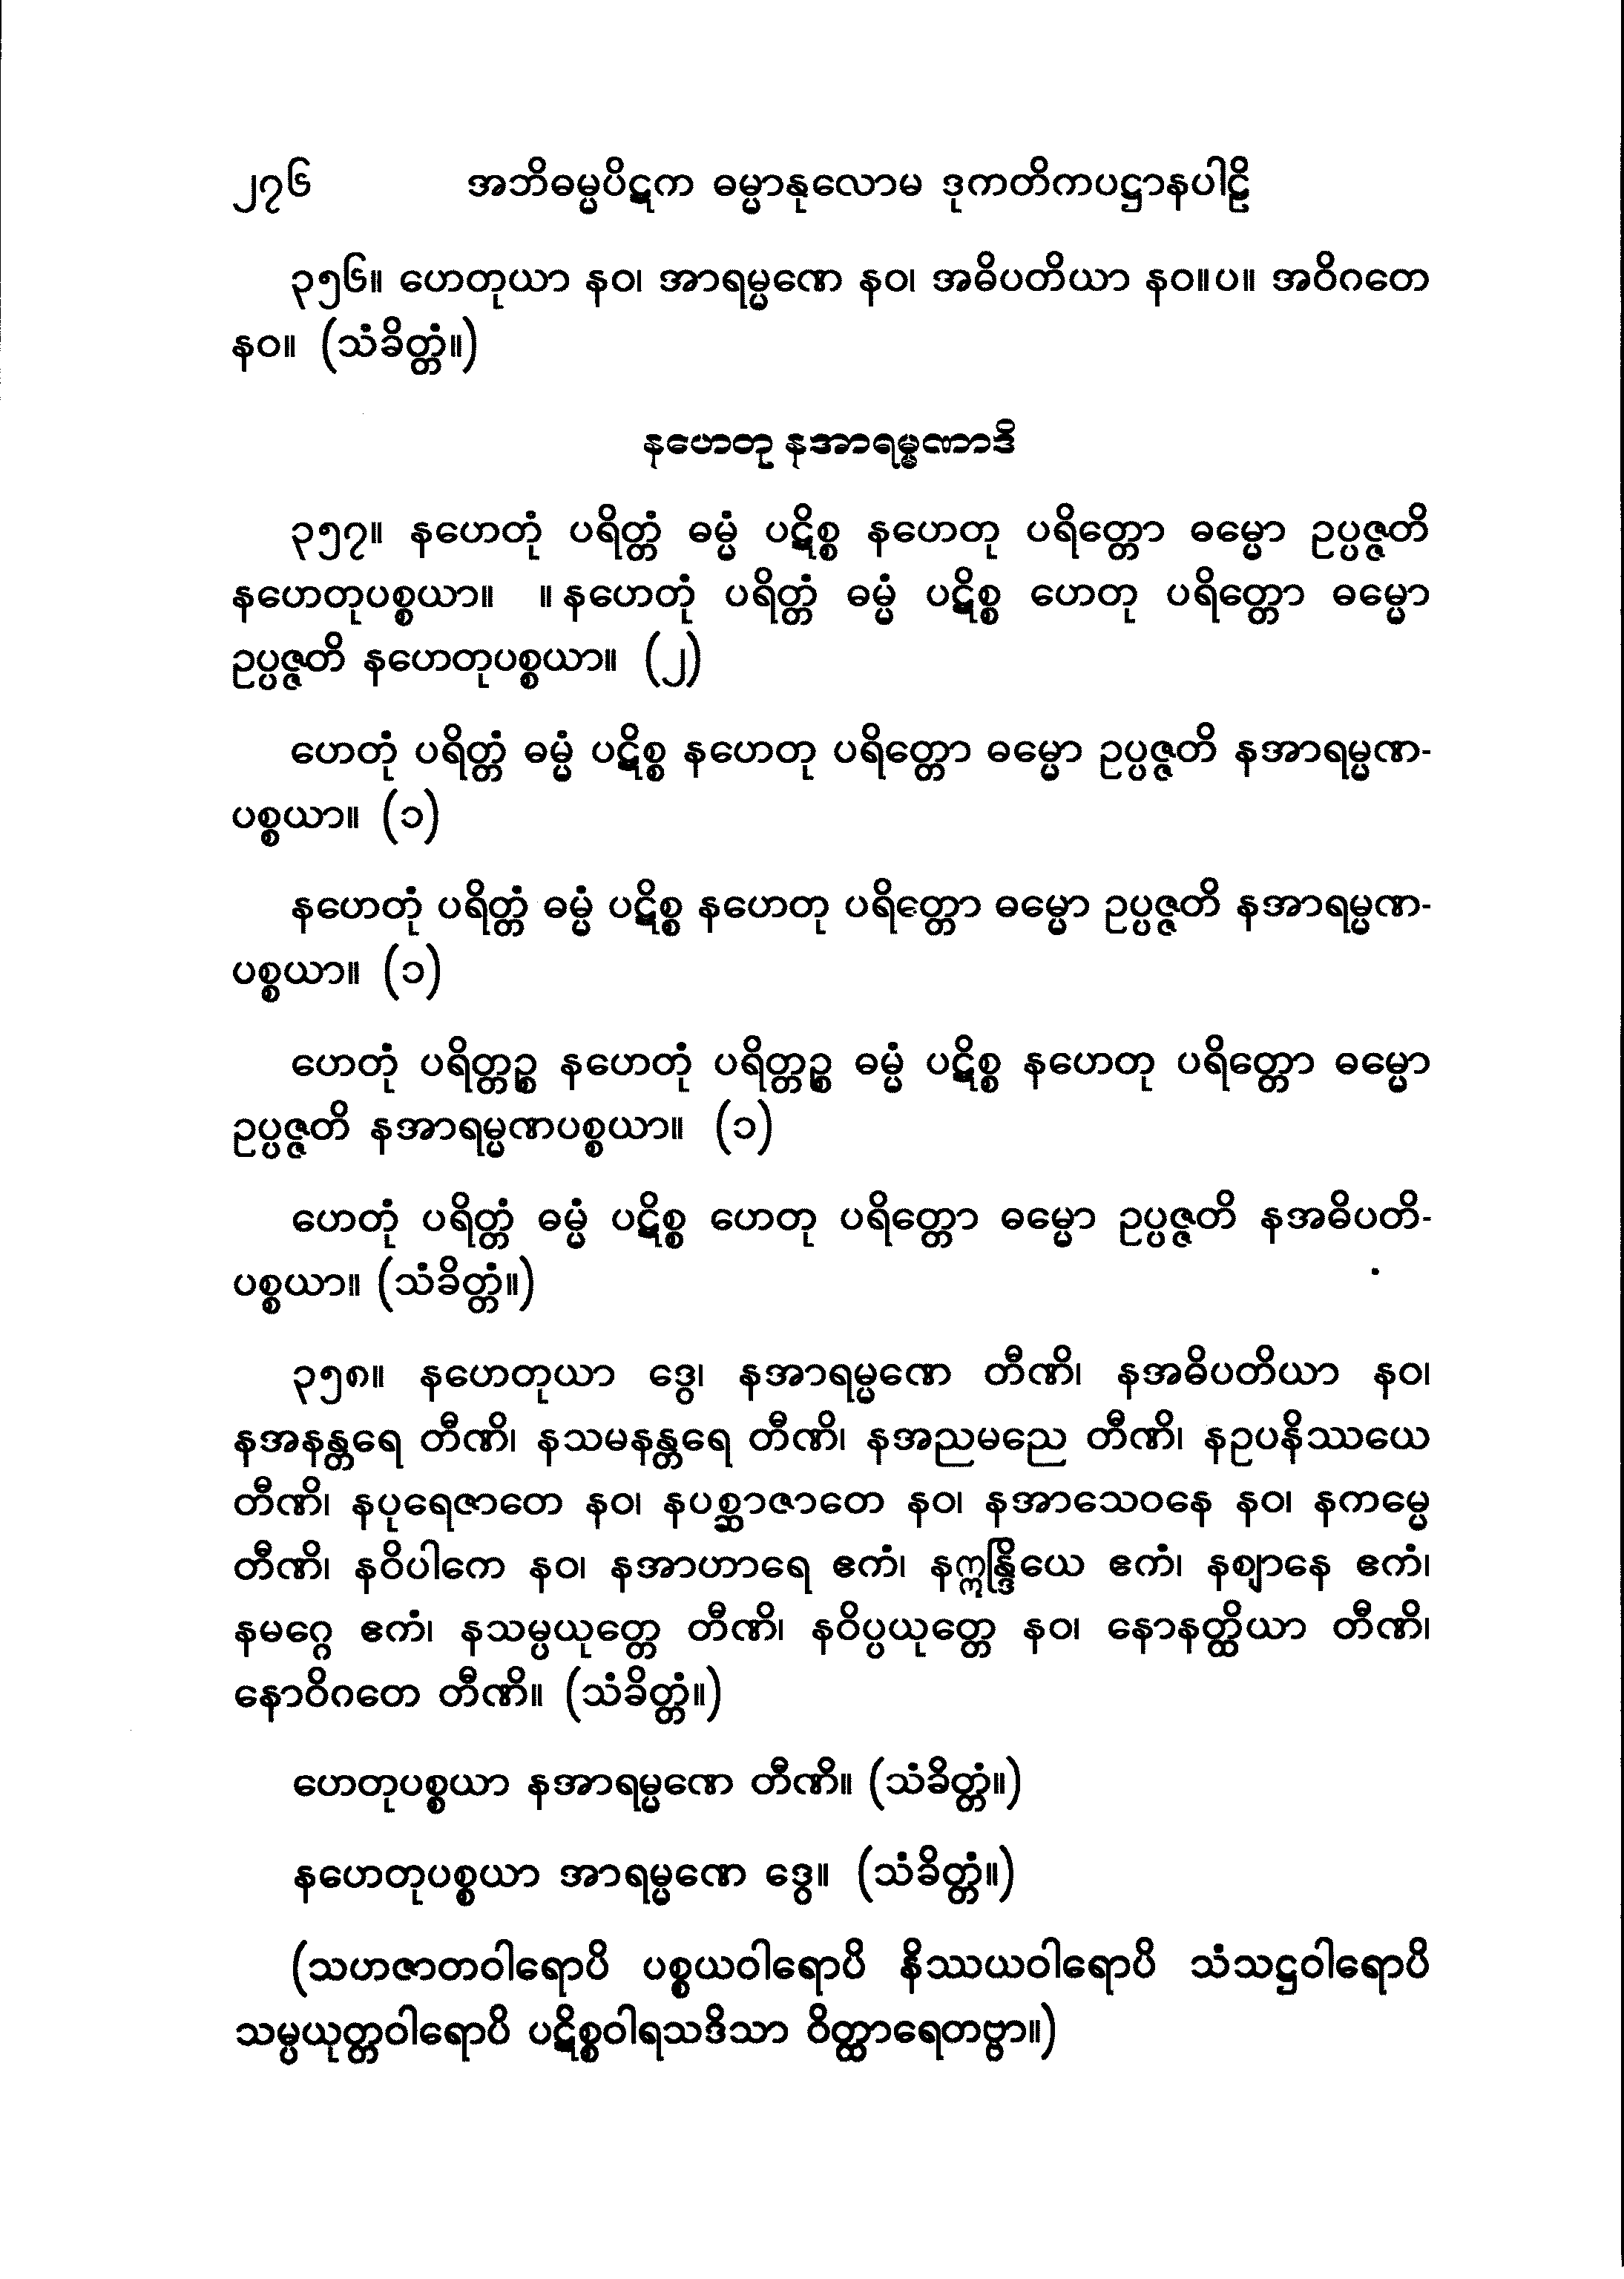 ၂၇၆ အဘိဓမ္မပိဋက ဓမ္မာနုလောမ ဒုကတိကပဋ္ဌာနပါဠိ
၃၅၆။ ဟေတုယာ နဝ၊ အာရမ္မဏေ နဝ၊ အဓိပတိယာ နဝ။ပ။ အဝိဂတေ
နဝ။ (သံခိတ္တံ။)
နဟေတု နအာရမ္မဏာဒိ
၃၅၇။ နဟေတုံ ပရိတ္တံ ဓမ္မံ ပဋိစ္စ နဟေတု ပရိတ္တော ဓမ္မော ဥပ္ပဇ္ဇတိ
နဟေတုပစ္စယာ။ ။နဟေတုံ ပရိတ္တံ ဓမ္မံ ပဋိစ္စ ဟေတု ပရိတ္တော ဓမ္မော
ဥပ္ပဇ္ဇတိ နဟေတုပစ္စယာ။ (၂)
ဟေတုံ ပရိတ္တံ ဓမ္မံ ပဋိစ္စ နဟေတု ပရိတ္တော ဓမ္မော ဥပ္ပဇ္ဇတိ နအာရမ္မဏ-
ပစ္စယာ။ (၁)
နဟေတုံ ပရိတ္တံ ဓမ္မံ ပဋိစ္စ နဟေတု ပရိတ္တော ဓမ္မော ဥပ္ပဇ္ဇတိ နအာရမ္မဏ-
ပစ္စယာ။ (၁)
ဟေတုံ ပရိတ္တဉ္စ နဟေတုံ ပရိတ္တဉ္စ ဓမ္မံ ပဋိစ္စ နဟေတု ပရိတ္တော ဓမ္မော
ဥပ္ပဇ္ဇတိ နအာရမ္မဏပစ္စယာ။ (၁)
ဟေတုံ ပရိတ္တံ ဓမ္မံ ပဋိစ္စ ဟေတု ပရိတ္တော ဓမ္မော ဥပ္ပဇ္ဇတိ နအဓိပတိ-
ပစ္စယာ။ (သံခိတ္တံ။)
၃၅၈။ နဟေတုယာ ဒွေ၊ နအာရမ္မဏေ တီဏိ၊ နအဓိပတိယာ နဝ၊
နအနန္တရေ တီဏိ၊ နသမနန္တရေ တီဏိ၊ နအညမညေ တီဏိ၊ နဥပနိဿယေ
တီဏိ၊ နပုရေဇာတေ နဝ၊ နပစ္ဆာဇာတေ နဝ၊ နအာသေဝနေ နဝ၊ နကမ္မေ
တီဏိ၊ နဝိပါကေ နဝ၊ နအာဟာရေ ဧကံ၊ နဣန္ဒြိယေ ဧကံ၊ နဈာနေ ဧကံ၊
နမဂ္ဂေ ဧကံ၊ နသမ္ပယုတ္တေ တီဏိ၊ နဝိပ္ပယုတ္တေ နဝ၊ နောနတ္ထိယာ တီဏိ၊
နောဝိဂတေ တီဏိ။ (သံခိတ္တံ။)
ဟေတုပစ္စယာ နအာရမ္မဏေ တီဏိ။ (သံခိတ္တံ။)
နဟေတုပစ္စယာ အာရမ္မဏေ ဒွေ။ (သံခိတ္တံ။)
(သဟဇာတဝါရောပိ ပစ္စယဝါရောပိ နိဿယဝါရောပိ သံသဋ္ဌဝါရောပိ
သမ္ပယုတ္တဝါရောပိ ပဋိစ္စဝါရသဒိသာ ဝိတ္ထာရေတဗ္ဗာ။)